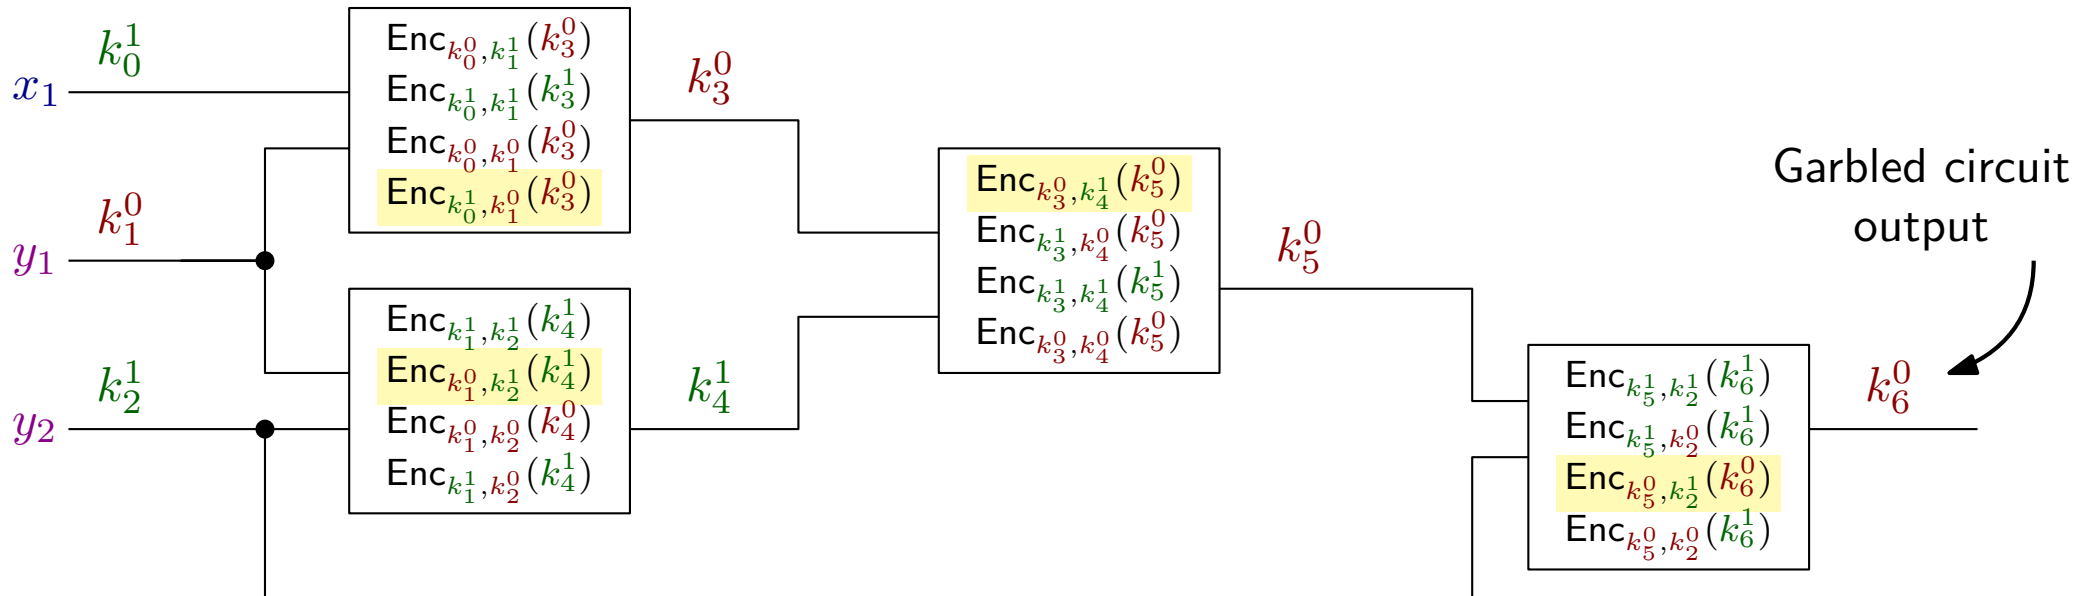 x_1
k_0^1
y_1
k_1^0
y_2
k_2^1
Enc_{k_0^0,k_1^1}(k_3^0)
Enc_{k_0^1,k_1^1}(k_3^1)
Enc_{k_0^0,k_1^0}(k_3^0)
Enc_{k_0^1,k_1^0}(k_3^0)
k_3^0
Enc_{k_1^1,k_2^1}(k_4^1)
Enc_{k_1^0,k_2^1}(k_4^1)
Enc_{k_1^0,k_2^0}(k_4^0)
Enc_{k_1^1,k_2^0}(k_4^1)
k_4^1
Enc_{k_3^0,k_4^1}(k_5^0)
Enc_{k_3^1,k_4^0}(k_5^0)
Enc_{k_3^1,k_4^1}(k_5^1)
Enc_{k_3^0,k_4^0}(k_5^0)
k_5^0
Enc_{k_5^1,k_2^1}(k_6^1)
Enc_{k_5^1,k_2^0}(k_6^1)
Enc_{k_5^0,k_2^1}(k_6^0)
Enc_{k_5^0,k_2^0}(k_6^1)
k_6^0
Garbled circuit
output